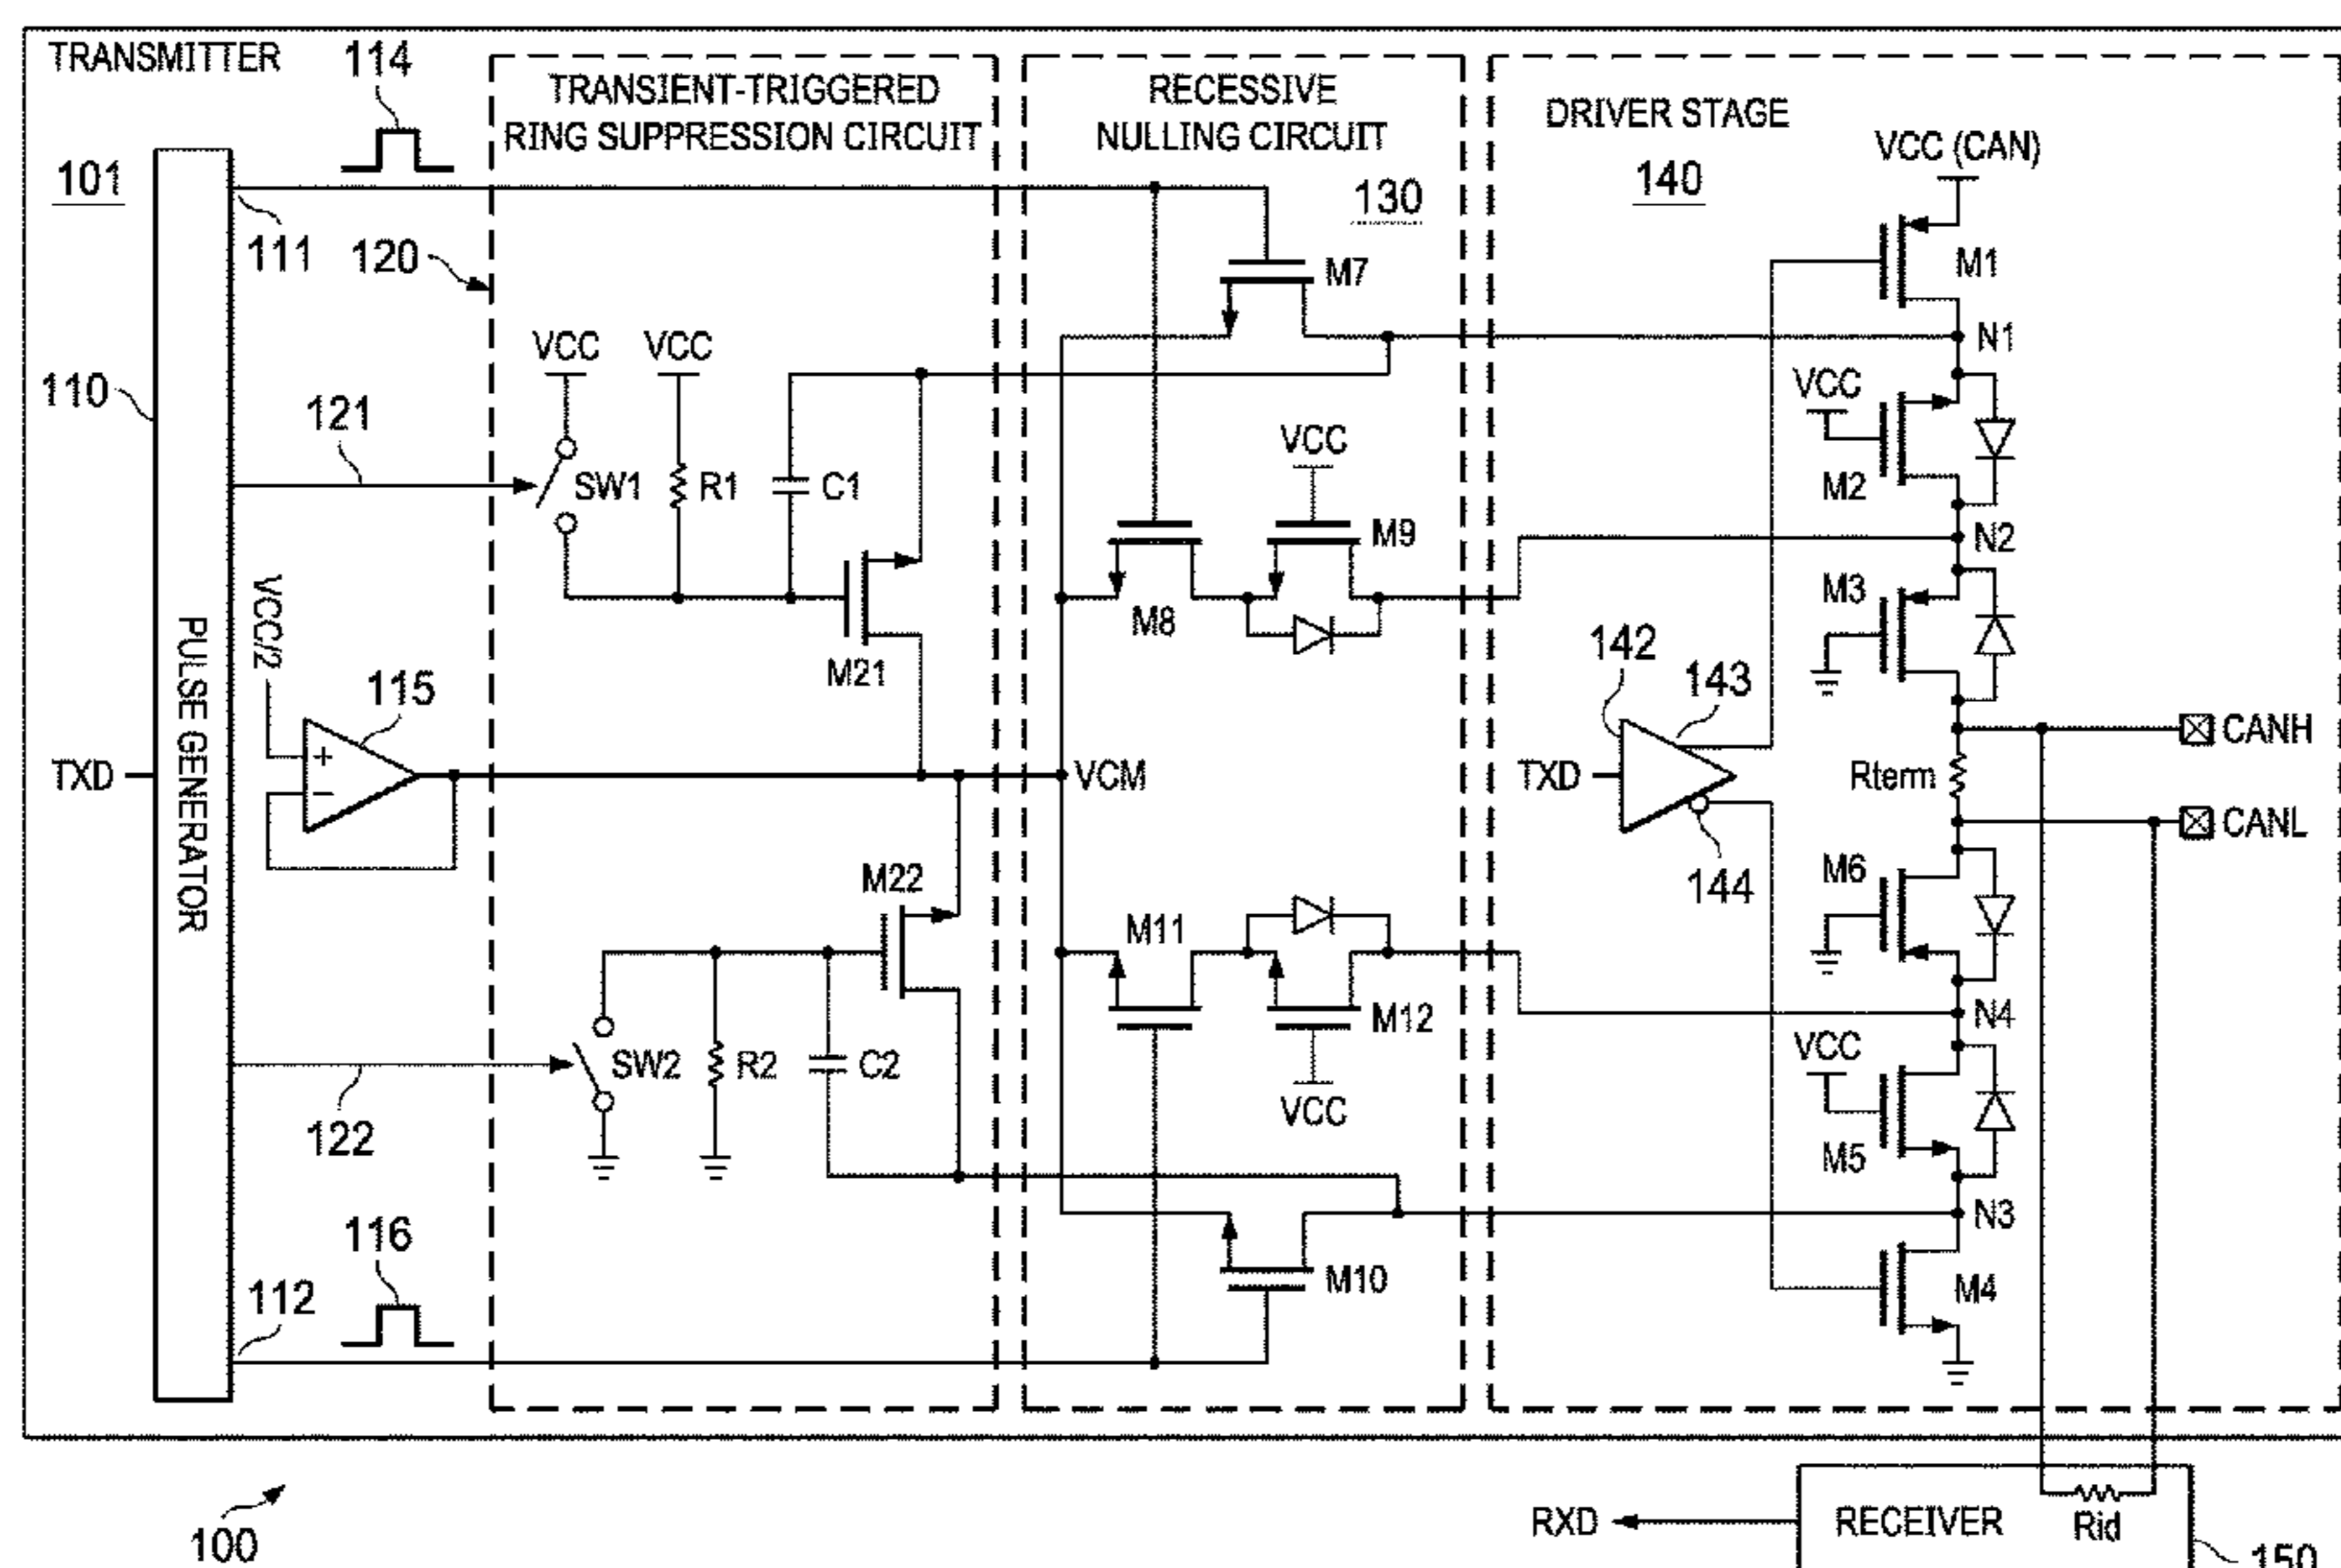 TRANSMITTER
114
TRANSIENT-TRIGGERED
RING SUPPRESSION CIRCUIT
RECESSIVE
NULLING CIRCUIT
DRIVER STAGE
VCC (CAN)
101
130
140
111
120
M7
M1
N1
VCC
VCC
VCC
110
121
VCC
M2
SW1
R1
C1
M9
N2
M3
VCC/2
M8
M21
142
143
115
PULSE GENERATOR
CANH
TXD
+
−
VCM
TXD
Rterm
CANL
M22
M6
144
M11
M12
N4
VCC
SW2
R2
C2
VCC
122
M5
N3
116
M10
M4
112
100
RXD
RECEIVER
Rid
150